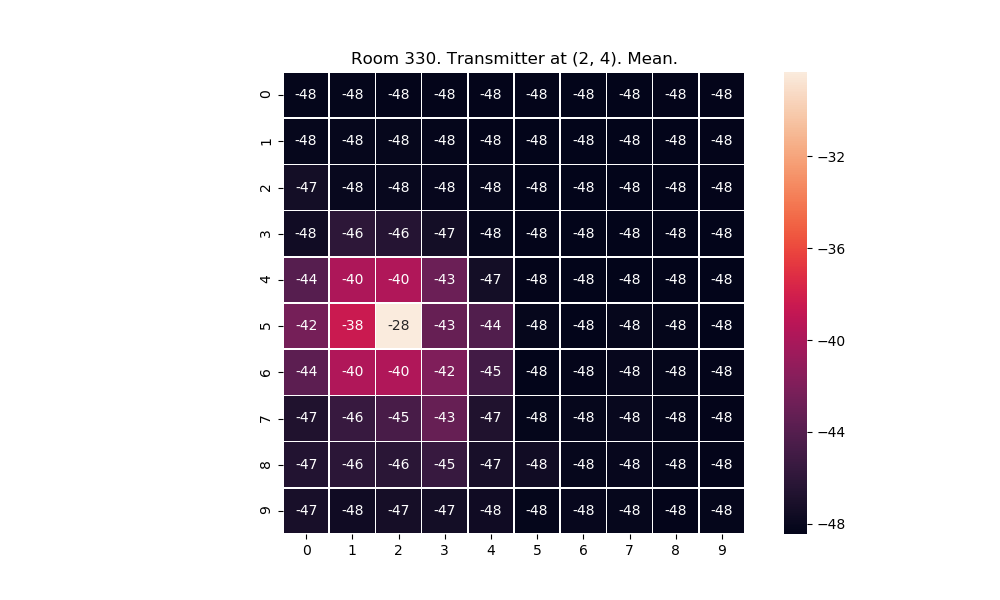 Room 330. Transmitter at (2, 4). Mean.
0 -48 -48 -48 -48 -48 -48 -48 -48 -48 -48
1 -48 -48 -48 -48 -48 -48 -48 -48 -48 -48
2 -47 -48 -48 -48 -48 -48 -48 -48 -48 -48
3 -48 -46 -46 -47 -48 -48 -48 -48 -48 -48
4 -44 -40 -40 -43 -47 -48 -48 -48 -48 -48
5 -42 -38 -28 -43 -44 -48 -48 -48 -48 -48
6 -44 -40 -40 -42 -45 -48 -48 -48 -48 -48
7 -47 -46 -45 -43 -47 -48 -48 -48 -48 -48
8 -47 -46 -46 -45 -47 -48 -48 -48 -48 -48
9 -47 -48 -47 -47 -48 -48 -48 -48 -48 -48
0 1 2 3 4 5 6 7 8 9
−32
−36
−40
−44
−48